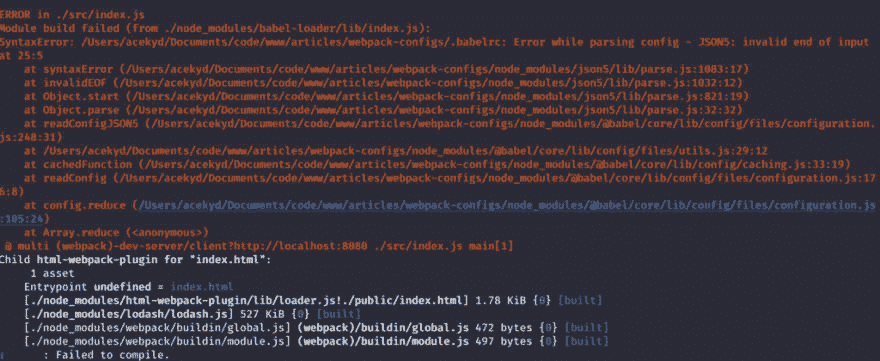 ERROR in ./src/index.js
Module build failed (from ./node_modules/babel-loader/lib/index.js):
SyntaxError: /Users/acekyd/Documents/code/www/articles/webpack-configs/.babelrc: Error while parsing config - JSON5: invalid end of input
at 25:5
at syntaxError (/Users/acekyd/Documents/code/www/articles/webpack-configs/node_modules/json5/lib/parse.js:1083:17)
at invalidEOF (/Users/acekyd/Documents/code/www/articles/webpack-configs/node_modules/json5/lib/parse.js:1032:12)
at Object.start (/Users/acekyd/Documents/code/www/articles/webpack-configs/node_modules/json5/lib/parse.js:821:19)
at Object.parse (/Users/acekyd/Documents/code/www/articles/webpack-configs/node_modules/json5/lib/parse.js:32:32)
at readConfigJSON5 (/Users/acekyd/Documents/code/www/articles/webpack-configs/node_modules/@babel/core/lib/config/files/configuration.
js:248:31)
at /Users/acekyd/Documents/code/www/articles/webpack-configs/node_modules/@babel/core/lib/config/files/utils.js:29:12
at cachedFunction (/Users/acekyd/Documents/code/www/articles/webpack-configs/node_modules/@babel/core/lib/config/caching.js:33:19)
at readConfig (/Users/acekyd/Documents/code/www/articles/webpack-configs/node_modules/@babel/core/lib/config/files/configuration.js:17
6:8)
at config.reduce (/Users/acekyd/Documents/code/www/articles/webpack-configs/node_modules/@babel/core/lib/config/files/configuration.js
:105:24)
at Array.reduce (<anonymous>)
@ multi (webpack)-dev-server/client?http://localhost:8080 ./src/index.js main[1]
Child html-webpack-plugin for "index.html":
1 asset
Entrypoint undefined = index.html
[./node_modules/html-webpack-plugin/lib/loader.js!./public/index.html] 1.78 KiB {0} [built]
[./node_modules/lodash/lodash.js] 527 KiB {0} [built]
[./node_modules/webpack/buildin/global.js] (webpack)/buildin/global.js 472 bytes {0} [built]
[./node_modules/webpack/buildin/module.js] (webpack)/buildin/module.js 497 bytes {0} [built]
: Failed to compile.